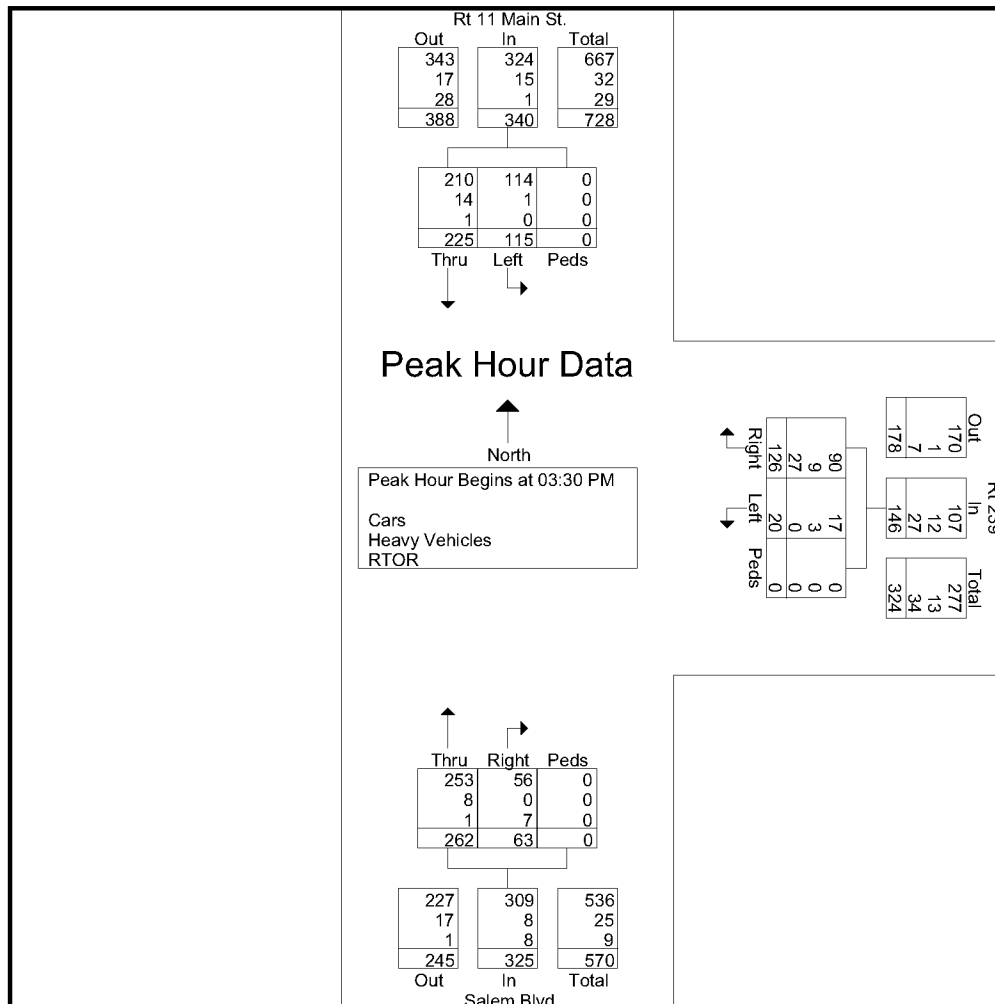 Rt 11 Main St.
Out In Total
343 324 667
17 15 32
28 1 29
388 340 728
210 114 0
14 1 0
1 0 0
225 115 0
Thru Left Peds
Peak Hour Data
North
Peak Hour Begins at 03:30 PM
Cars
Heavy Vehicles
RTOR
Rt 239
Out In Total
170 107 277
1 12 13
7 27 34
178 146 324
90 17 0
9 3 0
27 0 0
126 20 0
Right Left Peds
Thru Right Peds
253 56 0
8 0 0
1 7 0
262 63 0
227 309 536
17 8 25
1 8 9
245 325 570
Out In Total
Salem Blvd